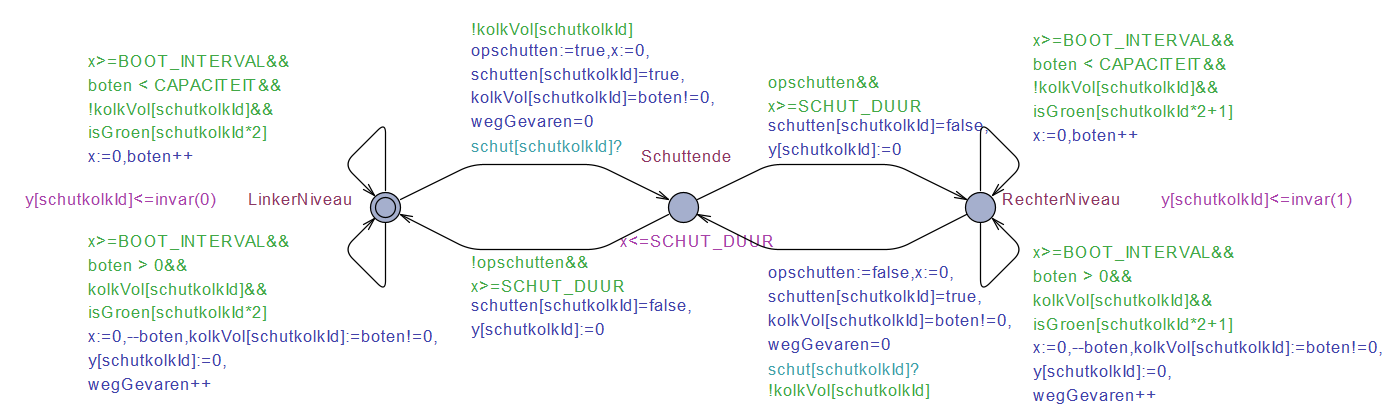 x>=BOOT_INTERVAL&&
boten < CAPACITEIT&&
!kolkVol[schutkolkId]&&
isGroen[schutkolkId*2]
x:=0,boten++
y[schutkolkId]<=invar(0)
LinkerNiveau
x>=BOOT_INTERVAL&&
boten > 0&&
kolkVol[schutkolkId]&&
isGroen[schutkolkId*2]
x:=0,--boten,kolkVol[schutkolkId]:=boten!=0,
y[schutkolkId]:=0,
wegGevaren++
!kolkVol[schutkolkId]
opschutten:=true,x:=0,
schutten[schutkolkId]=true,
kolkVol[schutkolkId]=boten!=0,
wegGevaren=0
schut[schutkolkId]?
!opschutten&&
x>=SCHUT_DUUR
schutten[schutkolkId]=false,
y[schutkolkId]:=0
Schuttende
x<=SCHUT_DUUR
opschutten&&
x>=SCHUT_DUUR
schutten[schutkolkId]=false,
y[schutkolkId]:=0
opschutten:=false,x:=0,
schutten[schutkolkId]=true,
kolkVol[schutkolkId]=boten!=0,
wegGevaren=0
schut[schutkolkId]?
!kolkVol[schutkolkId]
x>=BOOT_INTERVAL&&
boten < CAPACITEIT&&
!kolkVol[schutkolkId]&&
isGroen[schutkolkId*2+1]
x:=0,boten++
RechterNiveau
y[schutkolkId]<=invar(1)
x>=BOOT_INTERVAL&&
boten > 0&&
kolkVol[schutkolkId]&&
isGroen[schutkolkId*2+1]
x:=0,--boten,kolkVol[schutkolkId]:=boten!=0,
y[schutkolkId]:=0,
wegGevaren++